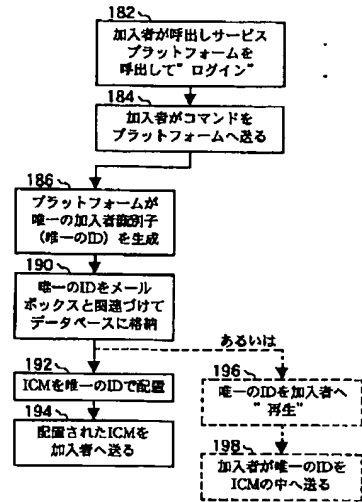 182
加入者が呼出しサービス
プラットフォームを
呼出して"ログイン"
184
加入者がコマンドを
プラットフォームへ送る
186
プラットフォームが
唯一の加入者識別子
(唯一のID)を生成
190
唯一のIDをメール
ボックスと関連づけて
データベースに格納
あるいは
192
ICMを唯一のIDで配置
194
配置されたICMを
加入者へ送る
196
唯一のIDを加入者へ
"再生"
198
加入者が唯一のIDを
ICMの中へ送る